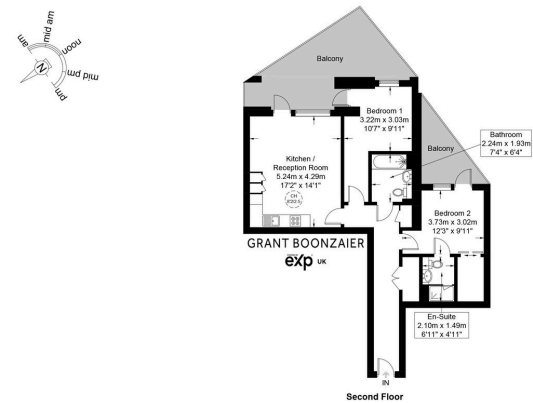 am
mid am
noon
mid pm
pm
N
Balcony
Bedroom 1
3.22m x 3.03m
10'7" x 9'11"
Bathroom
2.24m x 1.93m
7'4" x 6'4"
Balcony
Kitchen /
Reception Room
5.24m x 4.29m
17'2" x 14'1"
CH
Bedroom 2
3.73m x 3.02m
12'3" x 9'11"
GRANT BOONZAIER
exp UK
En-Suite
2.10m x 1.49m
6'11" x 4'11"
IN
Second Floor